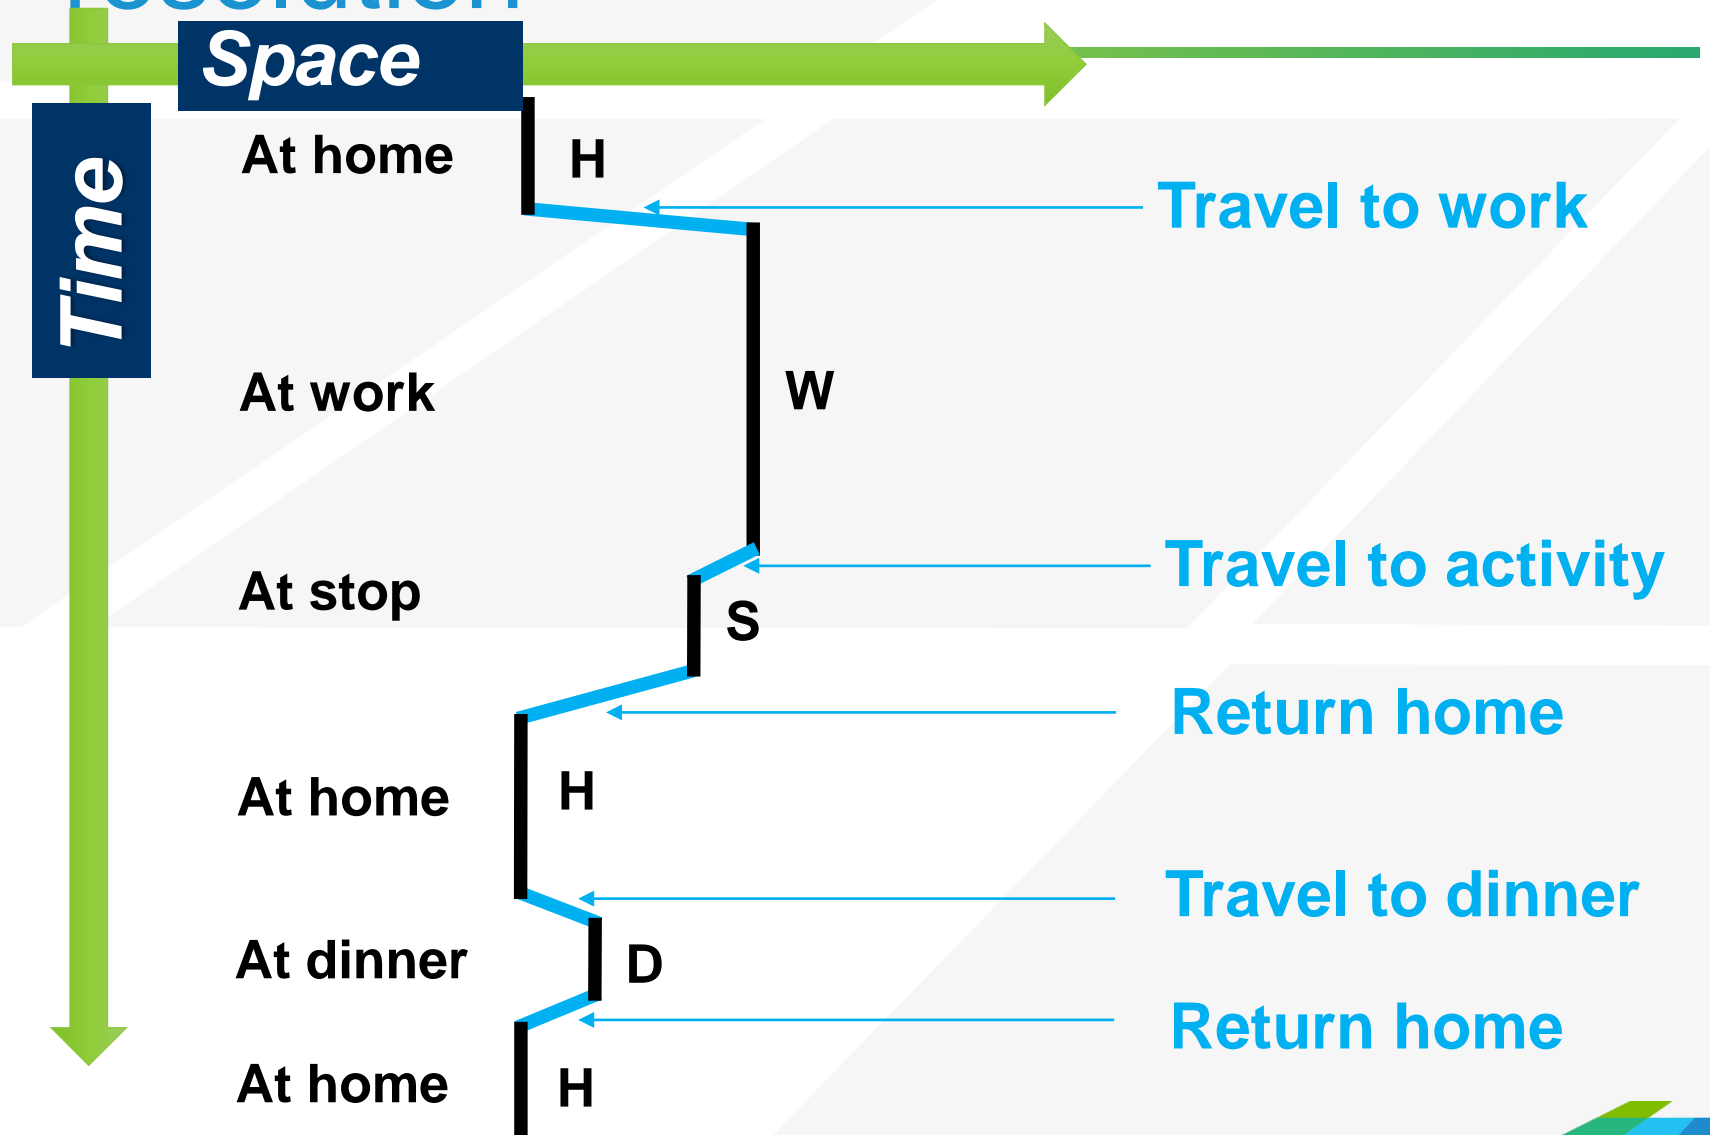 Space
Time
At home
H
Travel to work
At work
W
Travel to activity
At stop
S
Return home
At home
H
Travel to dinner
At dinner
D
Return home
At home
H